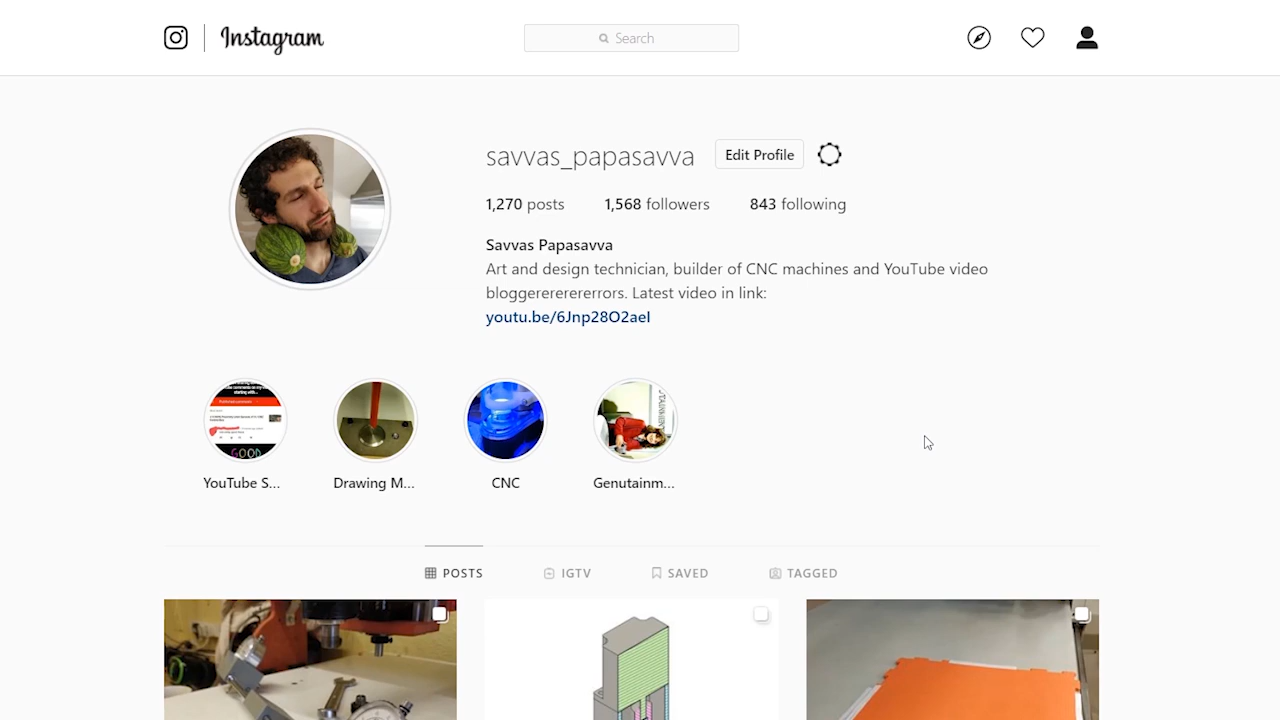 Instagram
Search
savvas_papasavva
Edit Profile
1,270 posts
1,568 followers
843 following
Savvas Papasavva
Art and design technician, builder of CNC machines and YouTube video
bloggerererererrors. Latest video in link:
youtu.be/6Jnp28O2aeI
GOOD
YouTube S...
Drawing M...
CNC
Genutainm...
POSTS
IGTV
SAVED
TAGGED